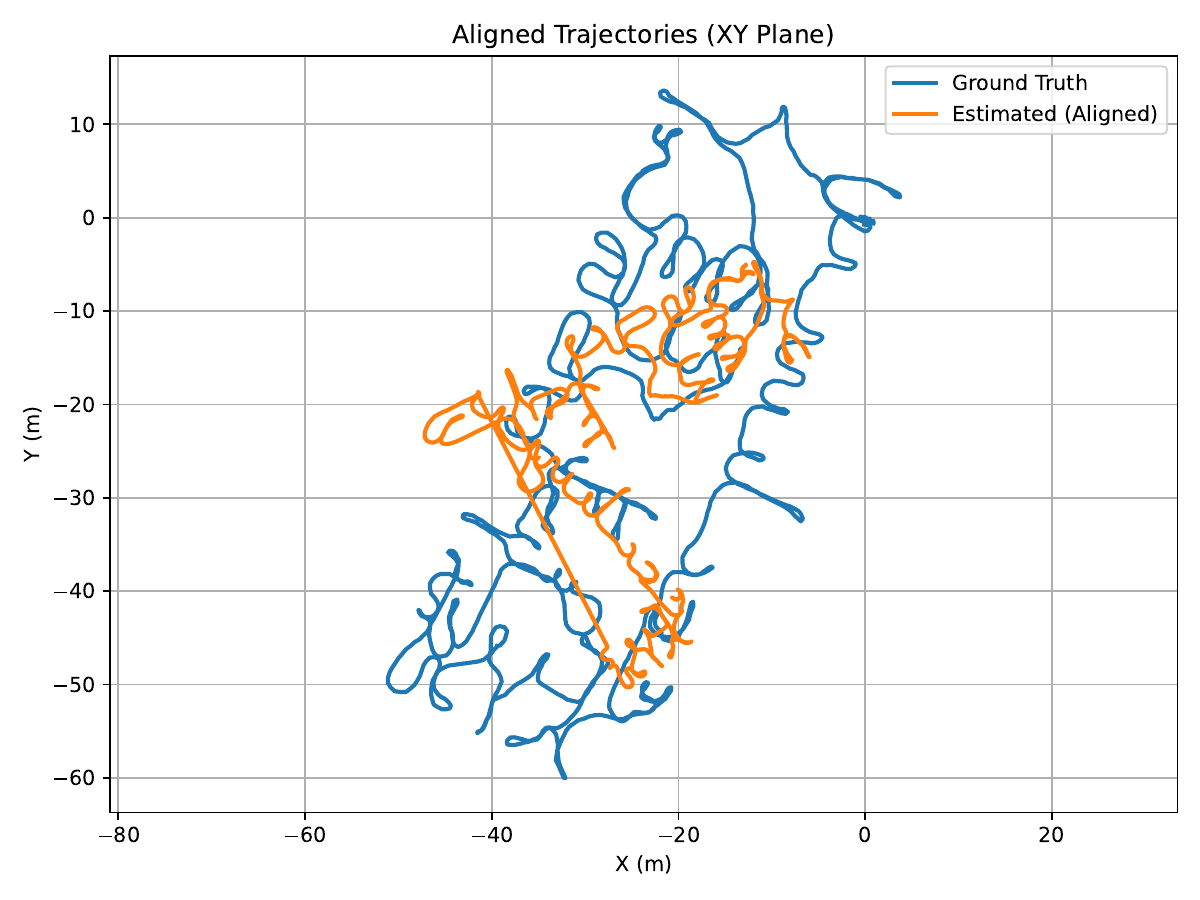 Aligned Trajectories (XY Plane)
Ground Truth
Estimated (Aligned)
10
0
−10
−20
−30
−40
−50
−60
Y (m)
−80
−60
−40
−20
0
20
X (m)